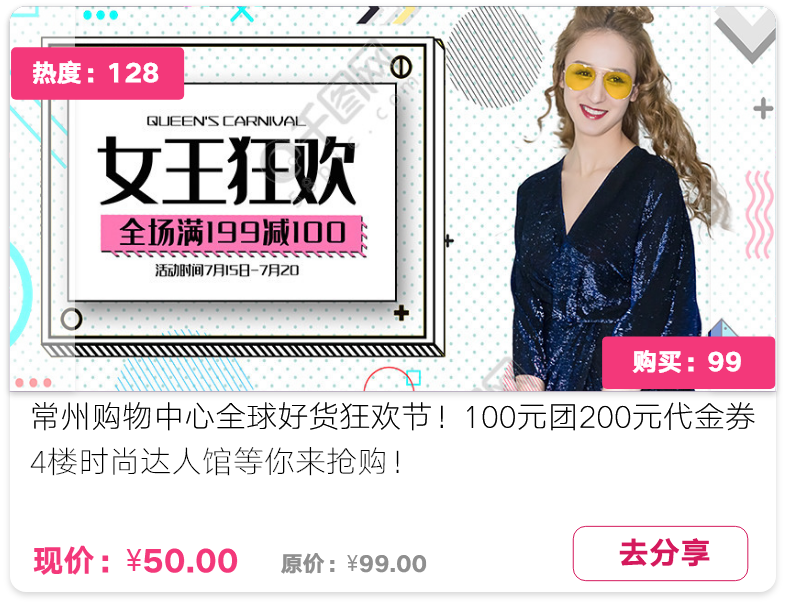 热度：128
QUEEN'S CARNIVAL
女王狂欢
全场满199减100
活动时间7月15日-7月20
购买：99
常州购物中心全球好货狂欢节！100元团200元代金券
4楼时尚达人馆等你来抢购！
现价：¥50.00
原价：¥99.00
去分享